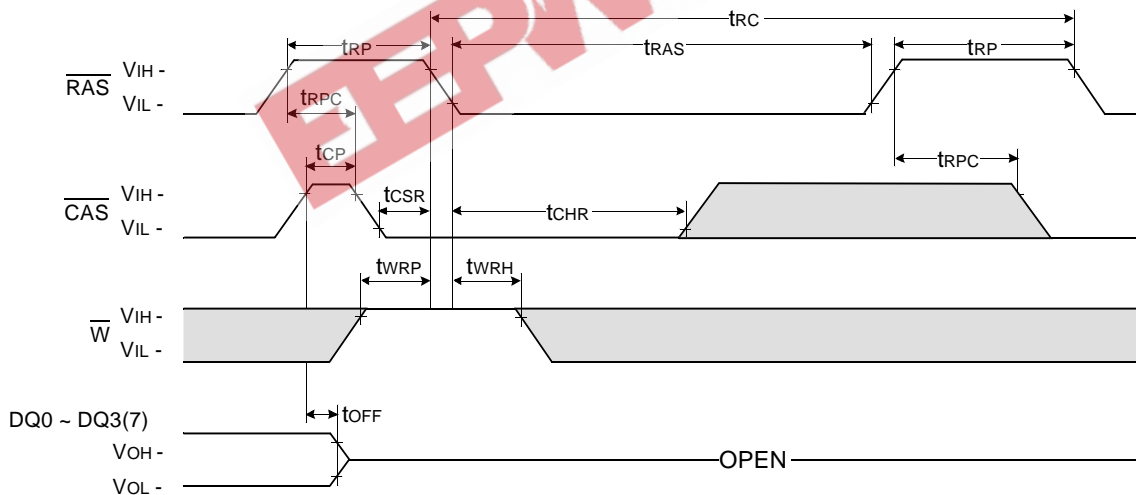 tRC
tRP tRAS tRP
RAS VIH -
VIL -
tRPC
tRPC
tCP
CAS VIH -
VIL -
tCSR tCHR
tWRP tWRH
W VIH -
VIL -
tOFF
DQ0 ~ DQ3(7)
VOH -
VOL -
OPEN